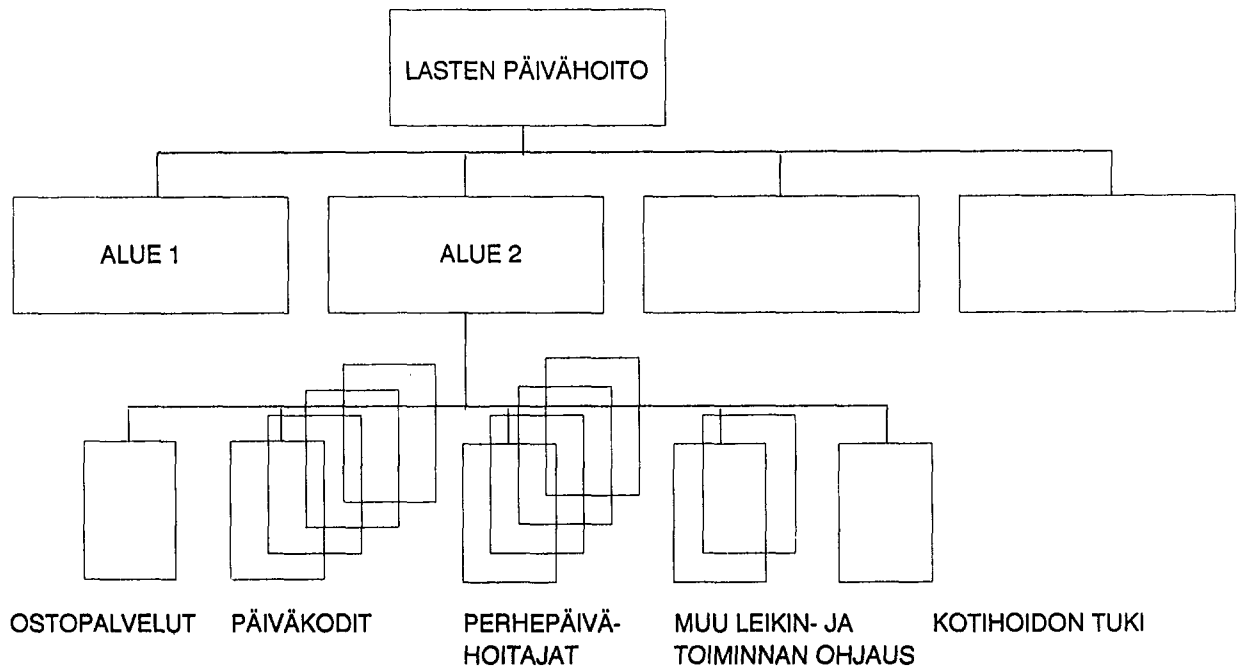 LASTEN PÄIVÄHOITO
ALUE 1
ALUE 2
OSTOPALVELUT
PÄIVÄKODIT
PERHEPÄIVÄ-
HOITAJAT
MUU LEIKIN- JA
TOIMINNAN OHJAUS
KOTIHOIDON TUKI